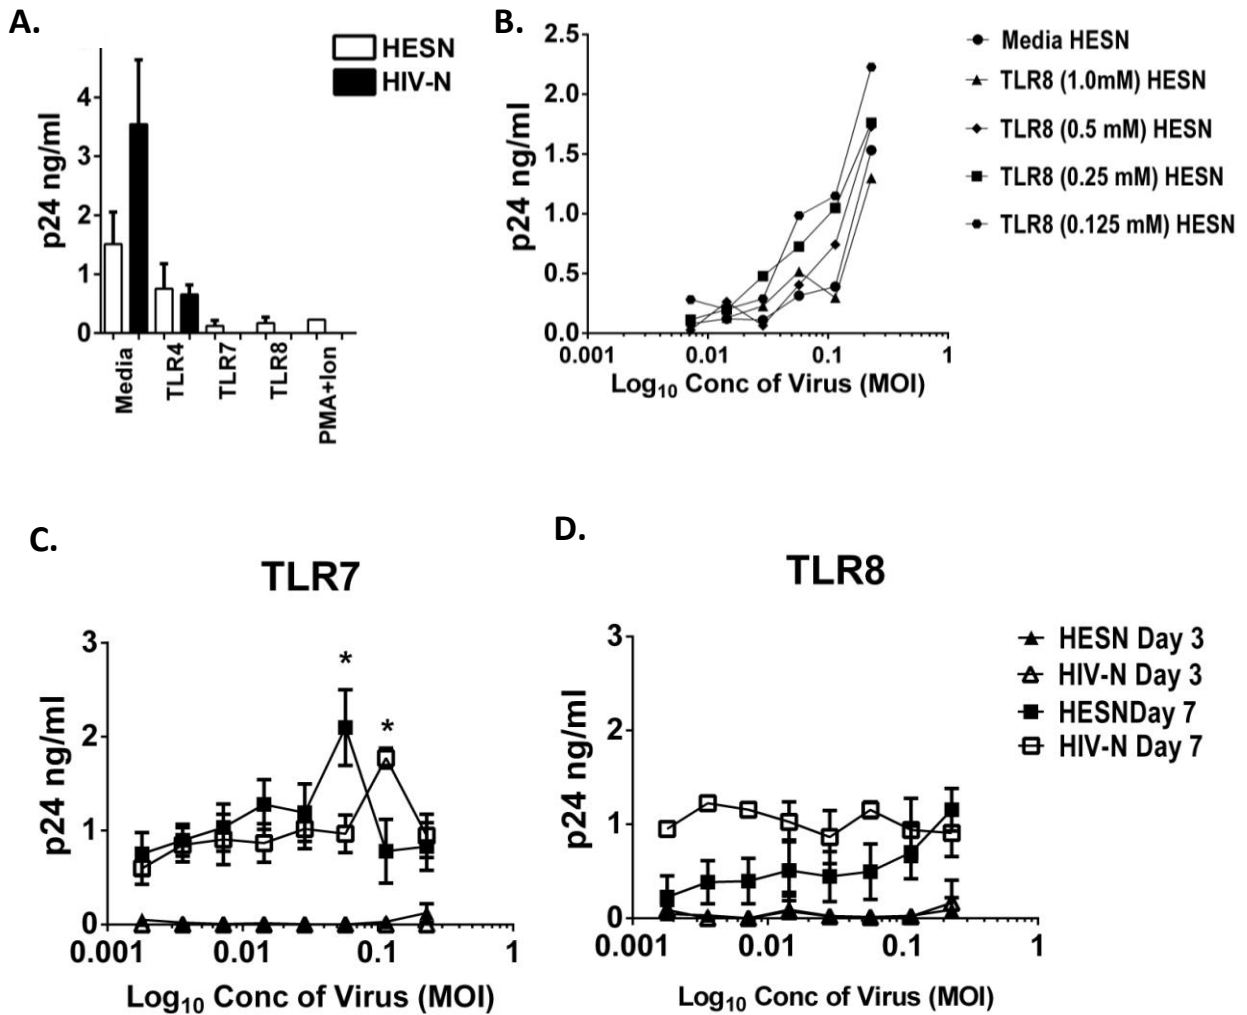 A.
HESN
HIV-N
p24 ng/ml
4
3
2
1
0
Media
TLR4
TLR7
TLR8
PMA+Ion
B.
p24 ng/ml
2.5
2.0
1.5
1.0
0.5
0.0
0.001
0.01
0.1
1
Log10 Conc of Virus (MOI)
Media HESN
TLR8 (1.0mM) HESN
TLR8 (0.5 mM) HESN
TLR8 (0.25 mM) HESN
TLR8 (0.125 mM) HESN
C.
TLR7
p24 ng/ml
3
2
1
0
*
*
0.001
0.01
0.1
1
Log10 Conc of Virus (MOI)
D.
TLR8
p24 ng/ml
3
2
1
0
0.001
0.01
0.1
1
Log10 Conc of Virus (MOI)
HESN Day 3
HIV-N Day 3
HESNDay 7
HIV-N Day 7